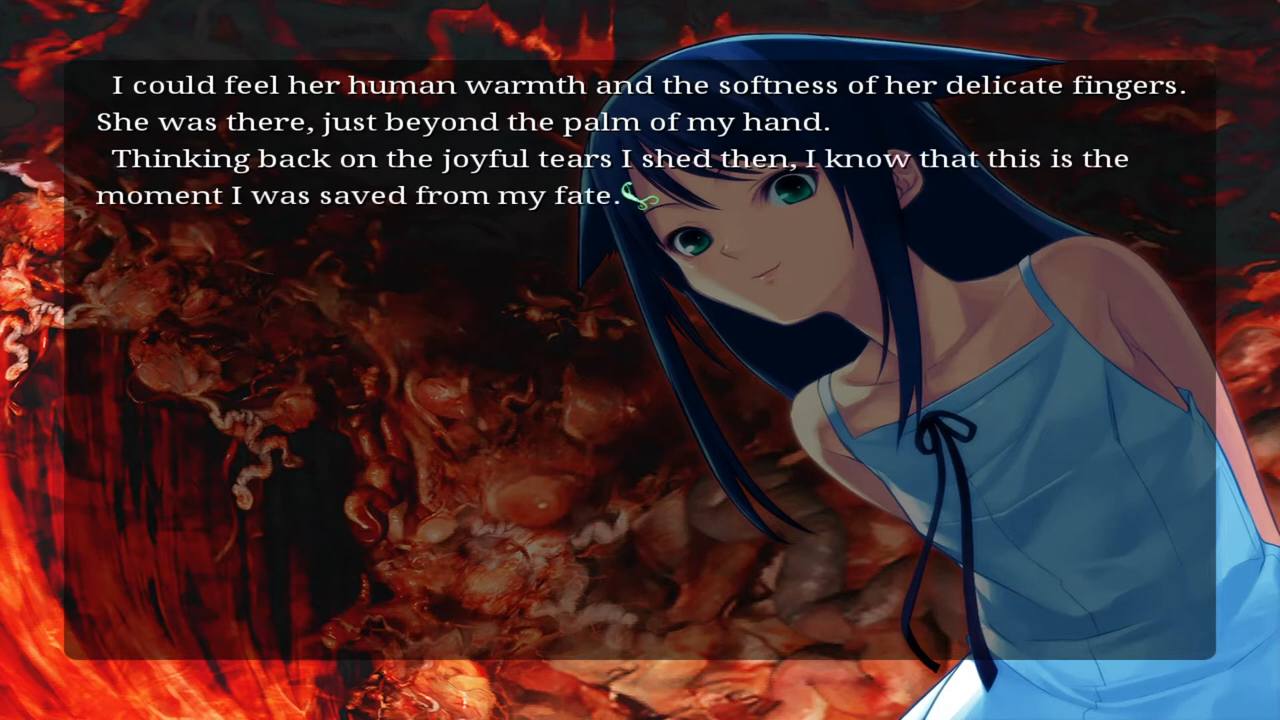 I could feel her human warmth and the softness of her delicate fingers.
She was there, just beyond the palm of my hand.
Thinking back on the joyful tears I shed then, I know that this is the
moment I was saved from my fate.